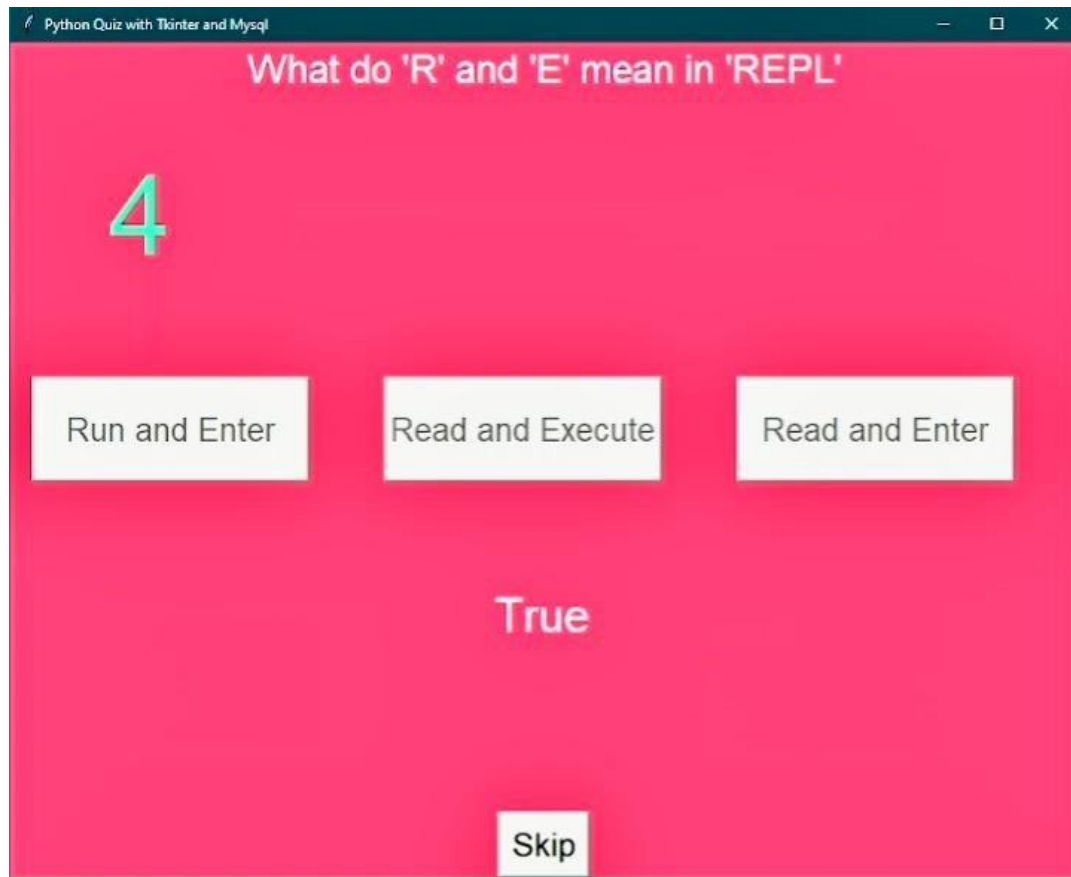 Python Quiz with Tkinter and Mysql
What do 'R' and 'E' mean in 'REPL'
4
Run and Enter
Read and Execute
Read and Enter
True
Skip